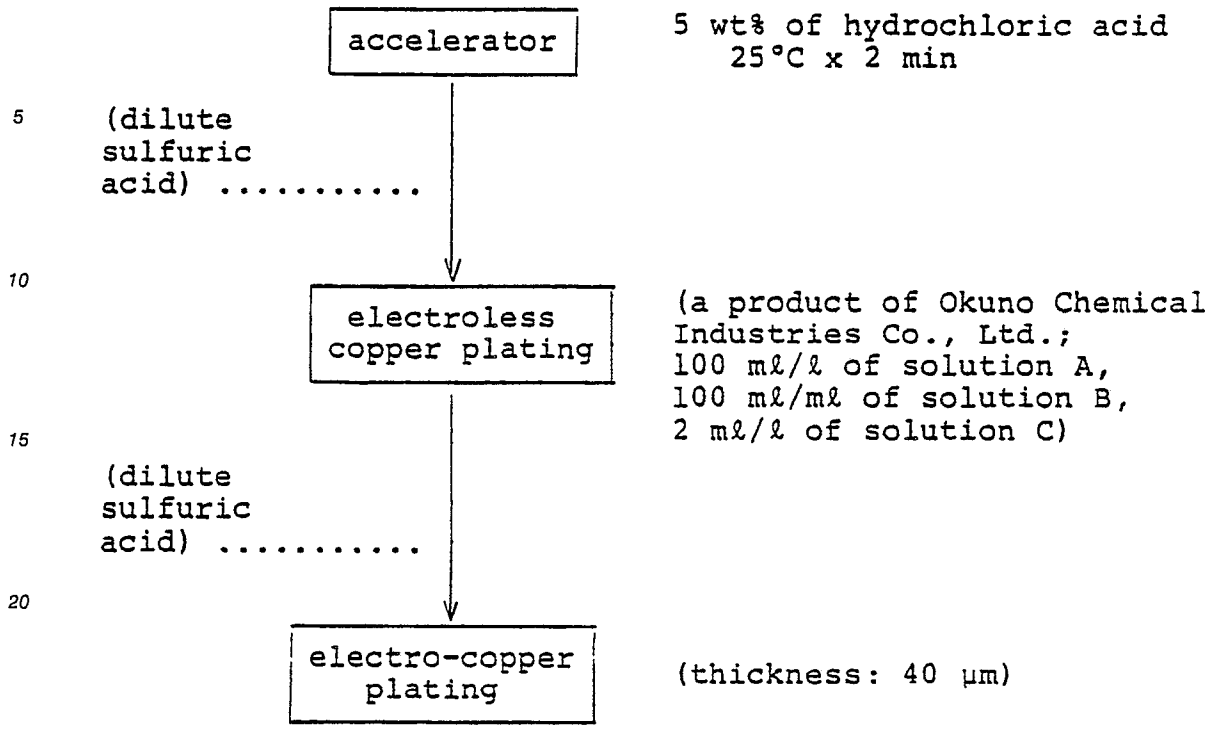 accelerator
5 wt% of hydrochloric acid
25°C x 2 min
5
(dilute
sulfuric
acid) ...........
10
electroless
copper plating
(a product of Okuno Chemical
Industries Co., Ltd.;
100 mℓ/ℓ of solution A,
100 mℓ/mℓ of solution B,
2 mℓ/ℓ of solution C)
15
(dilute
sulfuric
acid) ...........
20
electro-copper
plating
(thickness: 40 µm)